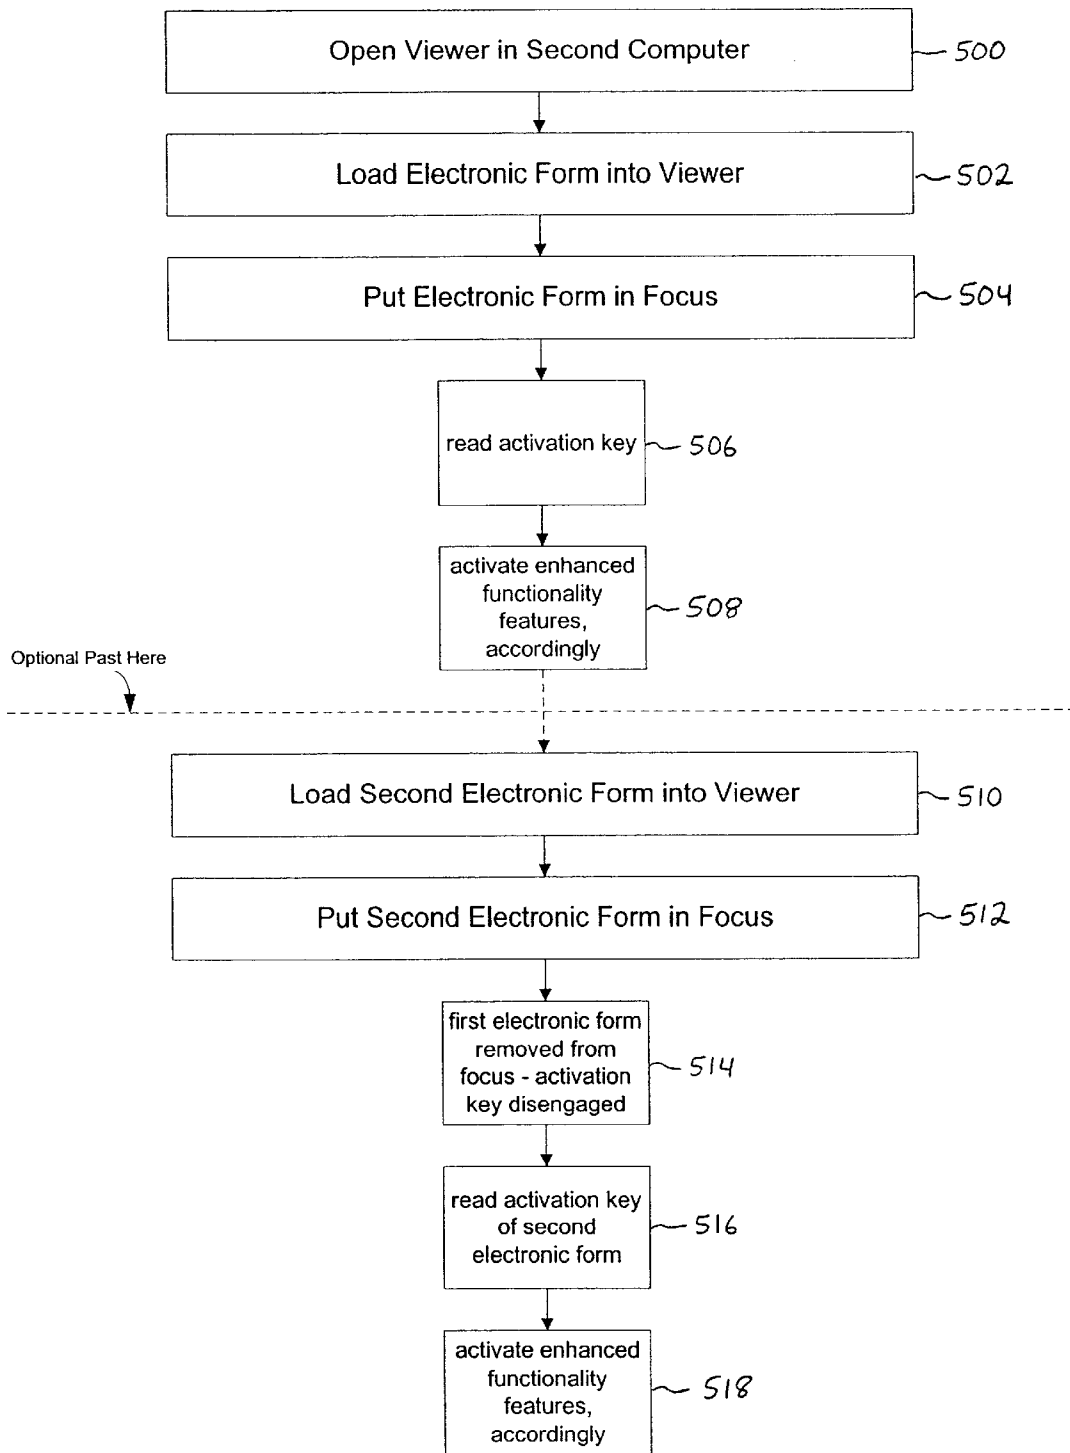 Open Viewer in Second Computer
500
Load Electronic Form into Viewer
502
Put Electronic Form in Focus
504
read activation key
506
activate enhanced
functionality
features,
accordingly
508
Optional Past Here
Load Second Electronic Form into Viewer
510
Put Second Electronic Form in Focus
512
first electronic form
removed from
focus - activation
key disengaged
514
read activation key
of second
electronic form
516
activate enhanced
functionality
features,
accordingly
518